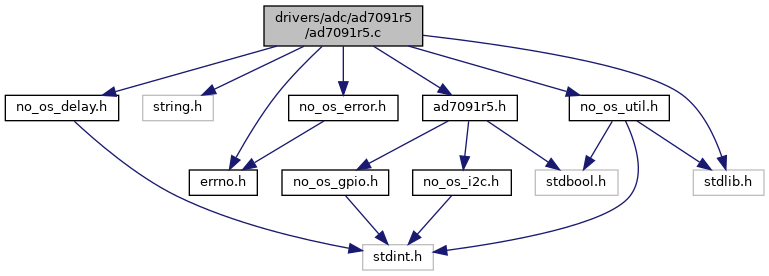 drivers/adc/ad7091r5
/ad7091r5.c
no_os_delay.h
string.h
no_os_error.h
ad7091r5.h
no_os_util.h
errno.h
no_os_gpio.h
no_os_i2c.h
stdbool.h
stdlib.h
stdint.h